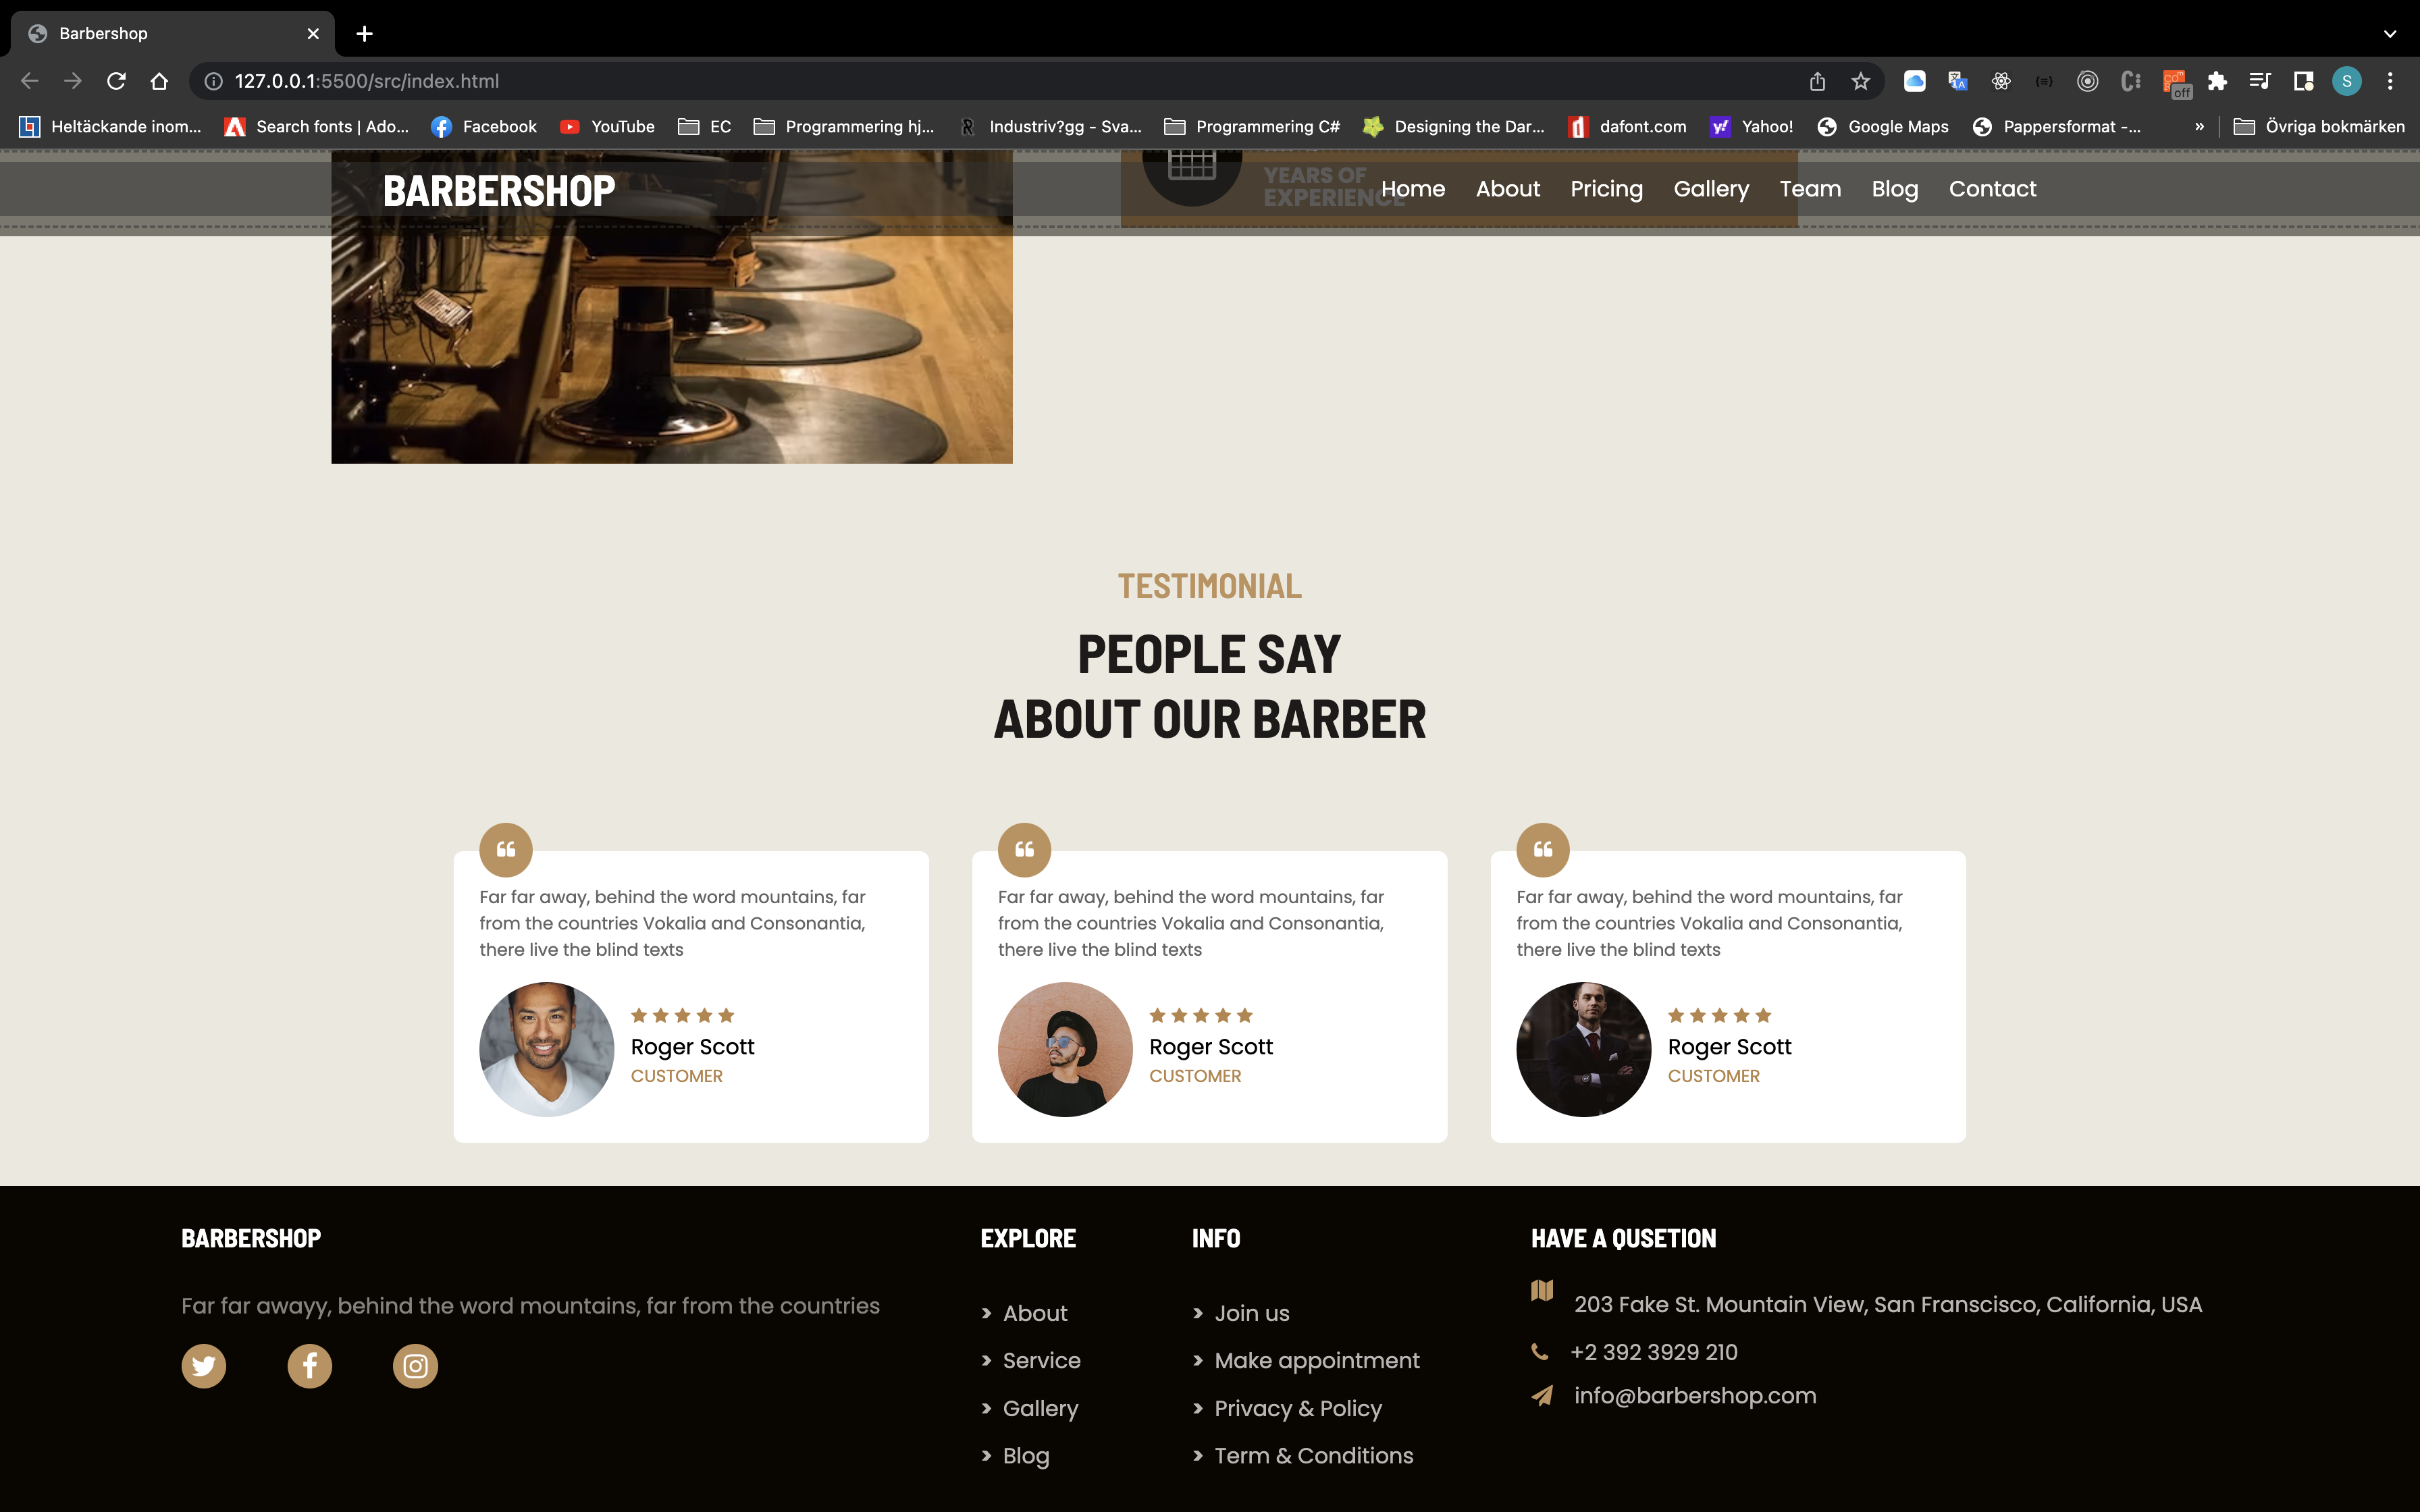 Barbershop
127.0.0.1:5500/src/index.html
off
S
Heltäckande inom...
Search fonts | Ado...
Facebook
YouTube
EC
Programmering hj...
Industriv?gg - Sva...
Programmering C#
Designing the Dar...
dafont.com
Yahoo!
Google Maps
Pappersformat -...
»
Övriga bokmärken
YEARS OF
EXPERIENCE
BARBERSHOP
Home
About
Pricing
Gallery
Team
Blog
Contact
TESTIMONIAL
PEOPLE SAY
ABOUT OUR BARBER
Far far away, behind the word mountains, far
from the countries Vokalia and Consonantia,
there live the blind texts
Roger Scott
CUSTOMER
Far far away, behind the word mountains, far
from the countries Vokalia and Consonantia,
there live the blind texts
Roger Scott
CUSTOMER
Far far away, behind the word mountains, far
from the countries Vokalia and Consonantia,
there live the blind texts
Roger Scott
CUSTOMER
BARBERSHOP
Far far awayy, behind the word mountains, far from the countries
EXPLORE
About
Service
Gallery
Blog
INFO
Join us
Make appointment
Privacy & Policy
Term & Conditions
HAVE A QUSETION
203 Fake St. Mountain View, San Franscisco, California, USA
+2 392 3929 210
info@barbershop.com